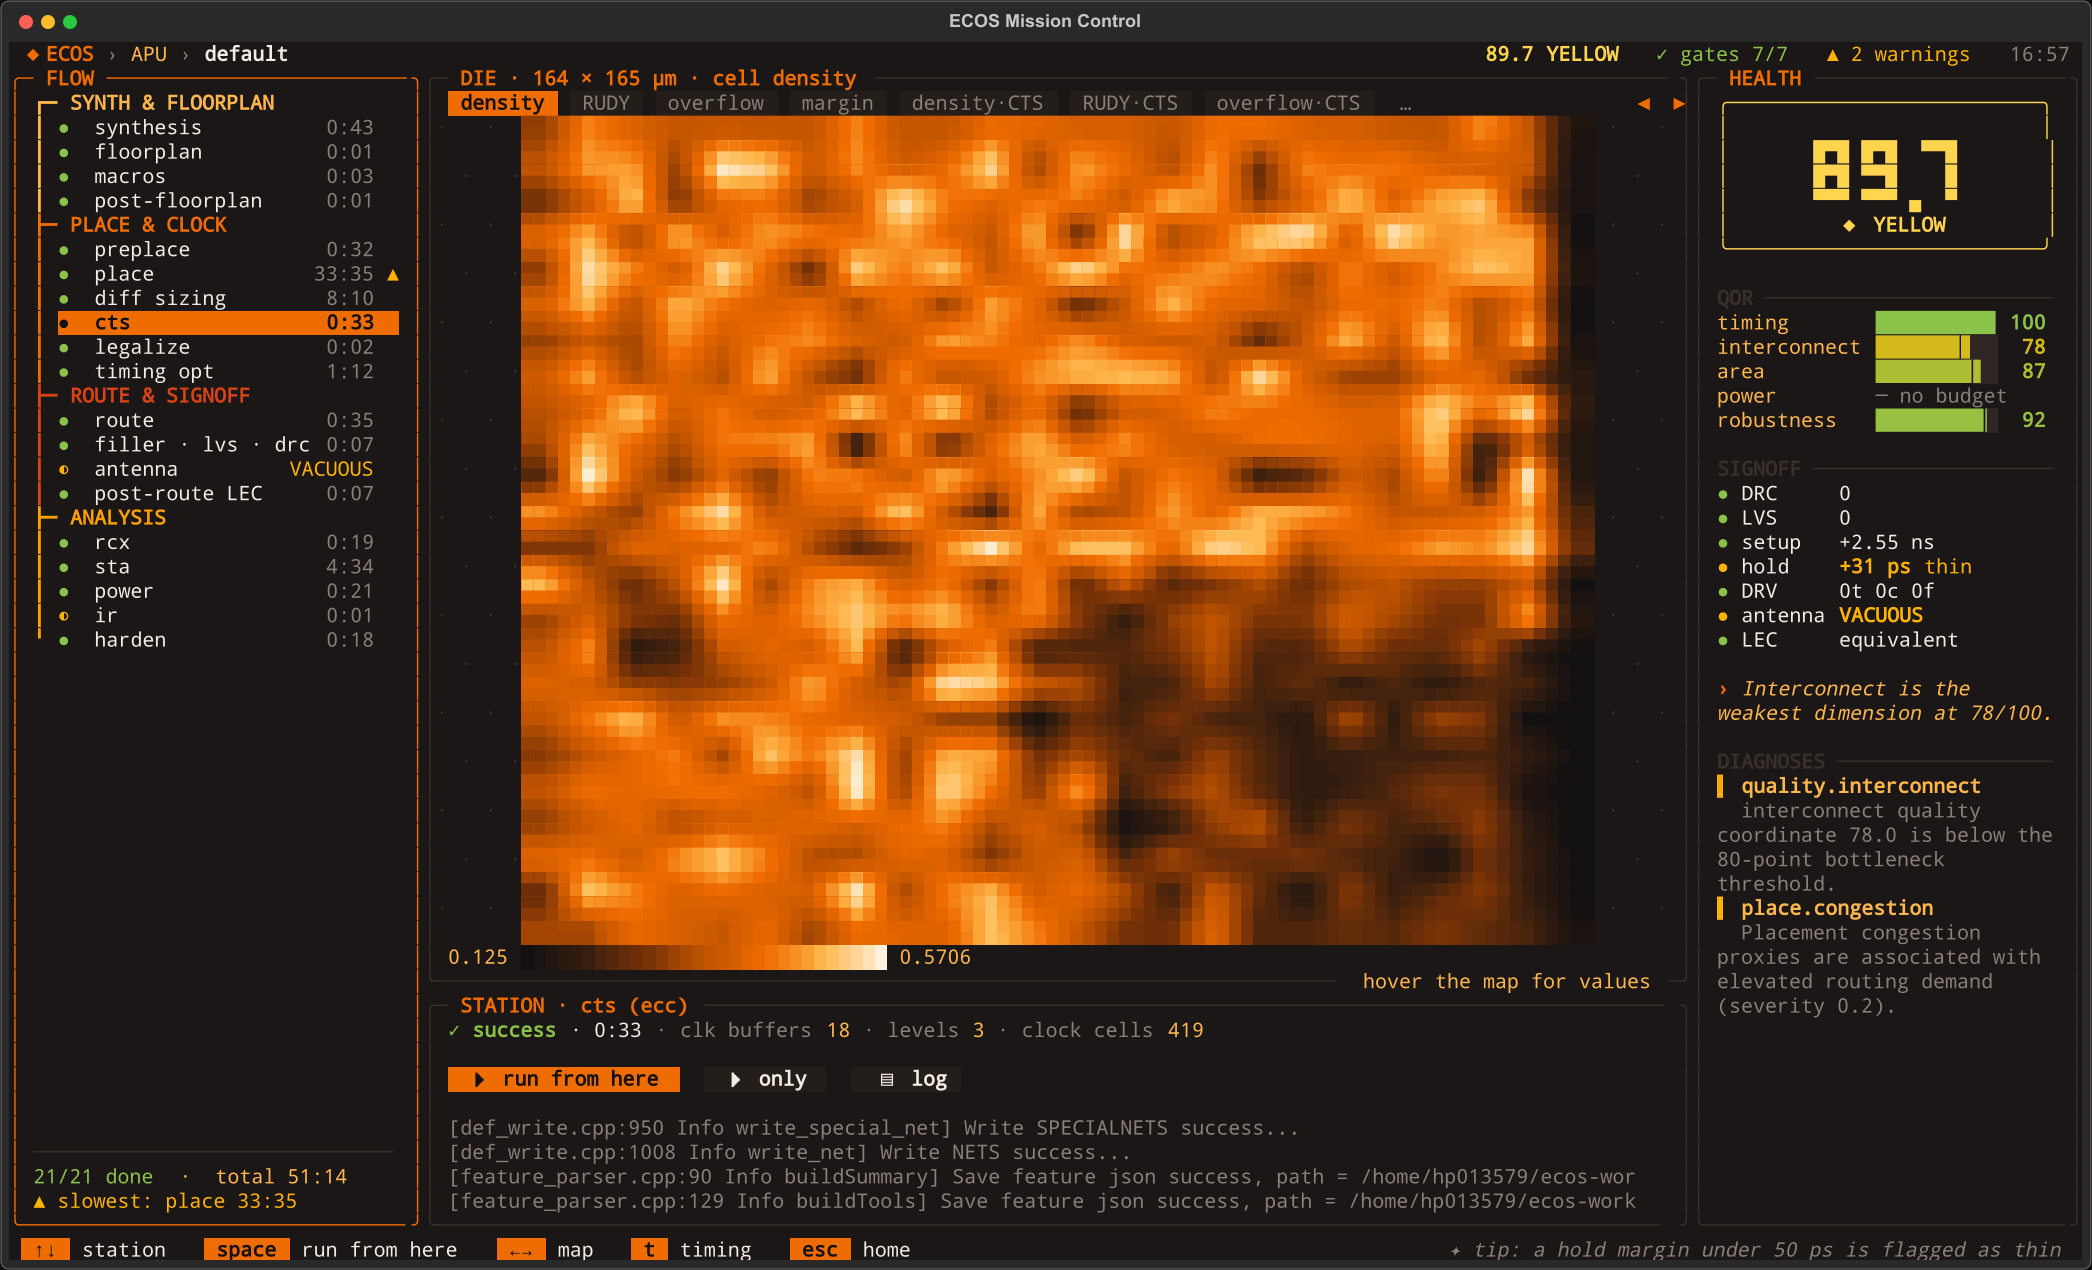 ECOS Mission Control
◆ ECOS › APU › default
89.7 YELLOW ✓ gates 7/7 ▲ 2 warnings 16:57
FLOW
SYNTH & FLOORPLAN
● synthesis 0:43
● floorplan 0:01
● macros 0:03
● post-floorplan 0:01
PLACE & CLOCK
● preplace 0:32
● place 33:35 ▲
● diff sizing 8:10
● cts 0:33
● legalize 0:02
● timing opt 1:12
ROUTE & SIGNOFF
● route 0:35
● filler · lvs · drc 0:07
◐ antenna VACUOUS
● post-route LEC 0:07
ANALYSIS
● rcx 0:19
● sta 4:34
● power 0:21
◐ ir 0:01
● harden 0:18
21/21 done · total 51:14
▲ slowest: place 33:35
DIE · 164 × 165 µm · cell density
density RUDY overflow margin density·CTS RUDY·CTS overflow·CTS … ◀ ▶
0.125 0.5706
hover the map for values
STATION · cts (ecc)
✓ success · 0:33 · clk buffers 18 · levels 3 · clock cells 419
▶ run from here ▶ only ▤ log
[def_write.cpp:950 Info write_special_net] Write SPECIALNETS success...
[def_write.cpp:1008 Info write_net] Write NETS success...
[feature_parser.cpp:90 Info buildSummary] Save feature json success, path = /home/hp013579/ecos-wor
[feature_parser.cpp:129 Info buildTools] Save feature json success, path = /home/hp013579/ecos-work
HEALTH
89.7
◆ YELLOW
QOR
timing 100
interconnect 78
area 87
power — no budget
robustness 92
SIGNOFF
● DRC 0
● LVS 0
● setup +2.55 ns
● hold +31 ps thin
● DRV 0t 0c 0f
● antenna VACUOUS
● LEC equivalent
› Interconnect is the
weakest dimension at 78/100.
DIAGNOSES
quality.interconnect
interconnect quality
coordinate 78.0 is below the
80-point bottleneck
threshold.
place.congestion
Placement congestion
proxies are associated with
elevated routing demand
(severity 0.2).
↑↓ station space run from here ←→ map t timing esc home
✦ tip: a hold margin under 50 ps is flagged as thin